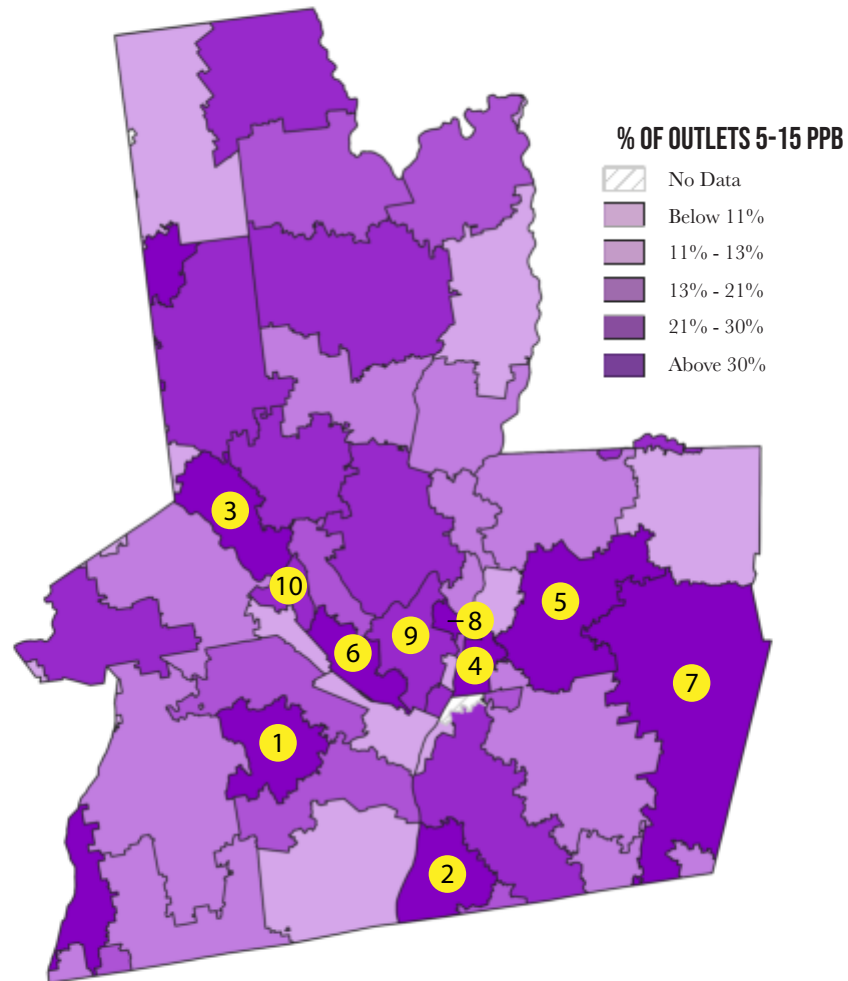 % OF OUTLETS 5-15 PPB
No Data
Below 11%
11% - 13%
13% - 21%
21% - 30%
Above 30%
3
10
5
8
9
6
4
7
1
2